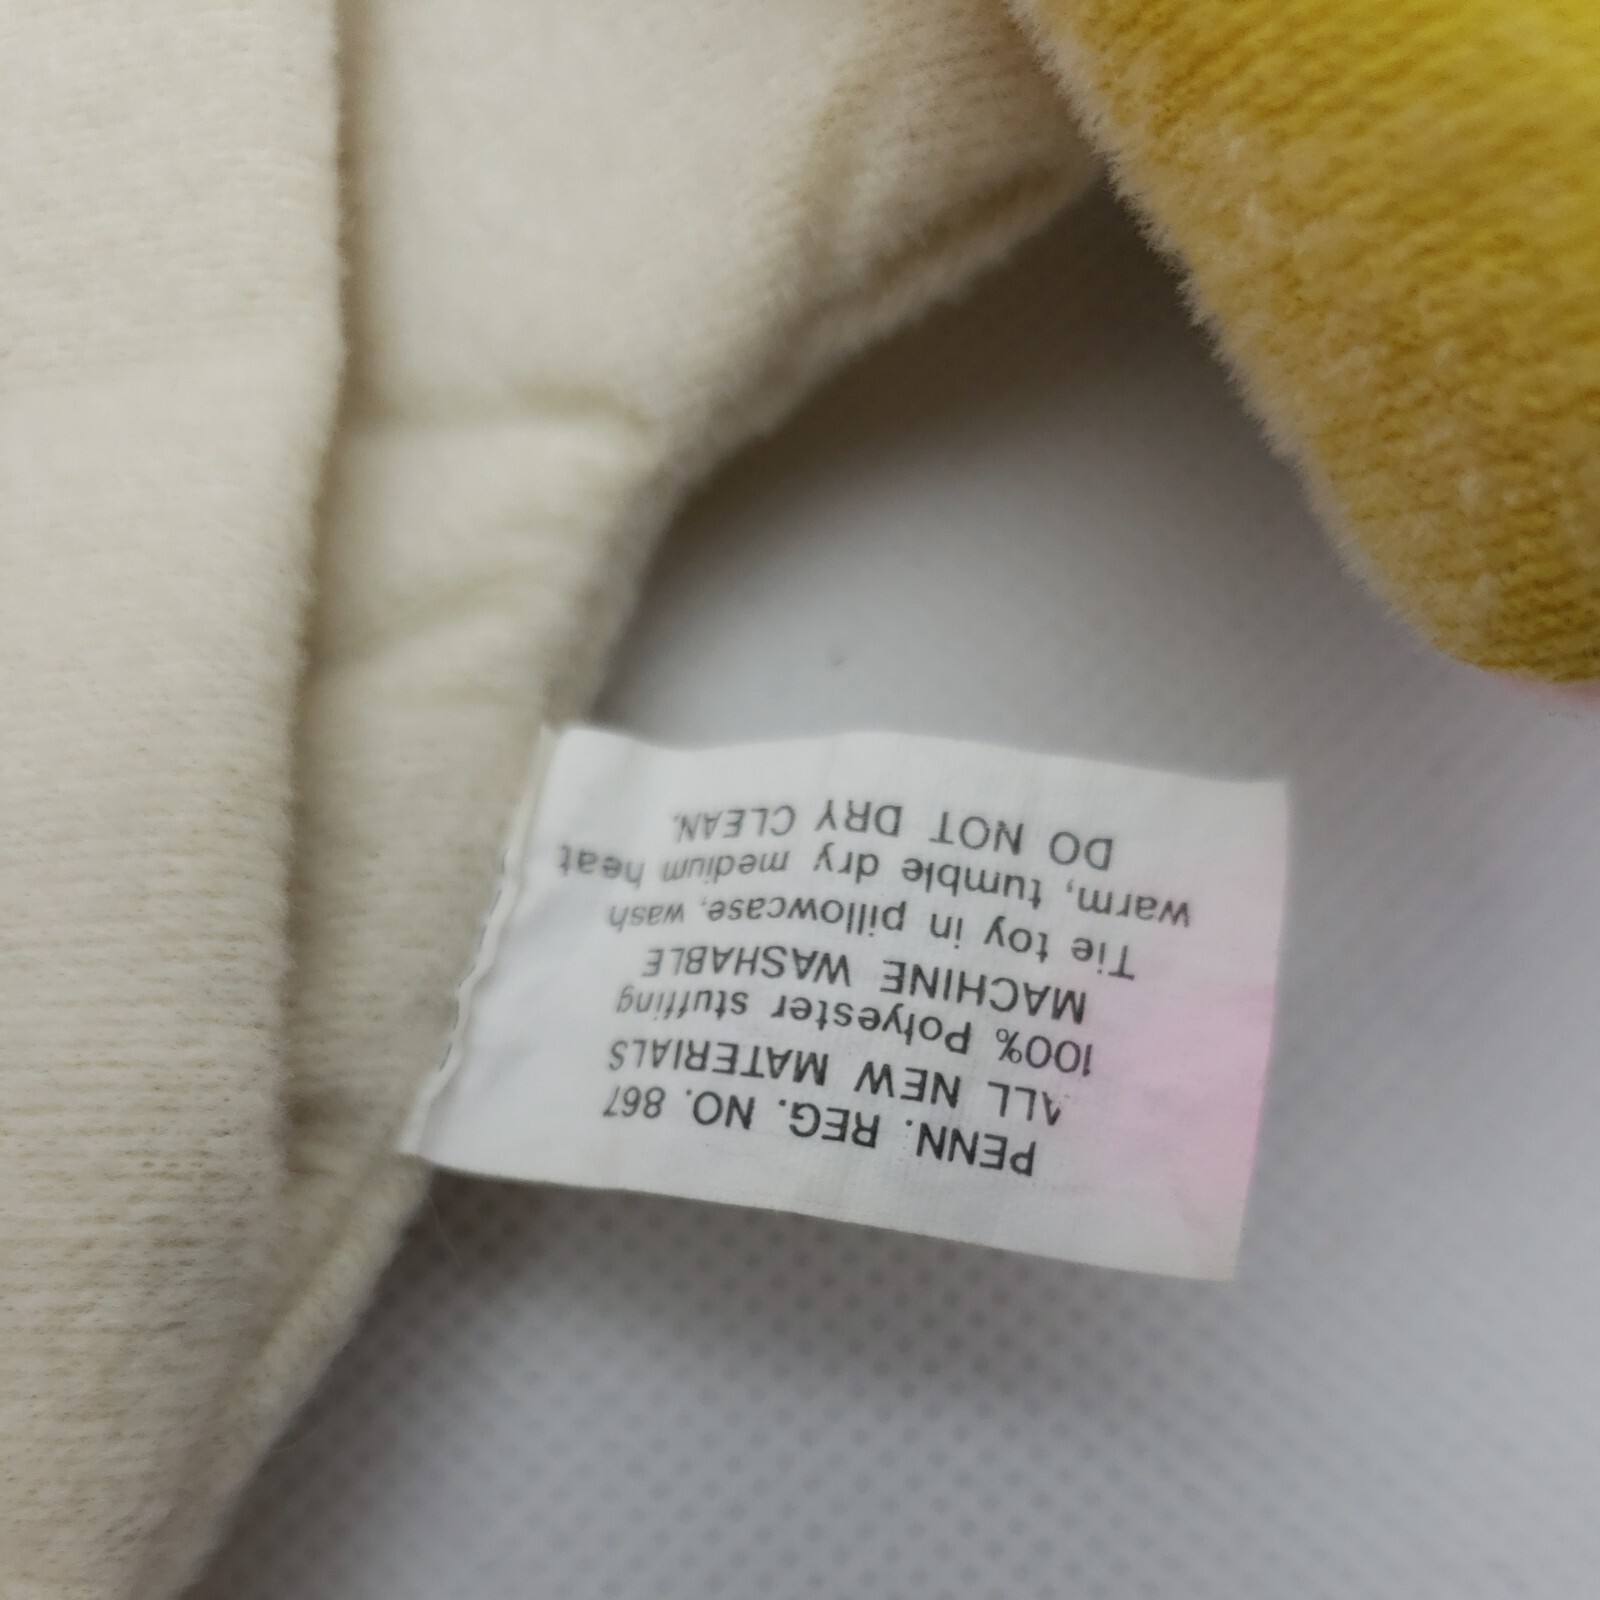 PENN. REG. NO. 867
ALL NEW MATERIALS
100% Polyester stuffing
MACHINE WASHABLE
Tie toy in pillowcase, wash
warm, tumble dry medium heat
DO NOT DRY CLEAN.